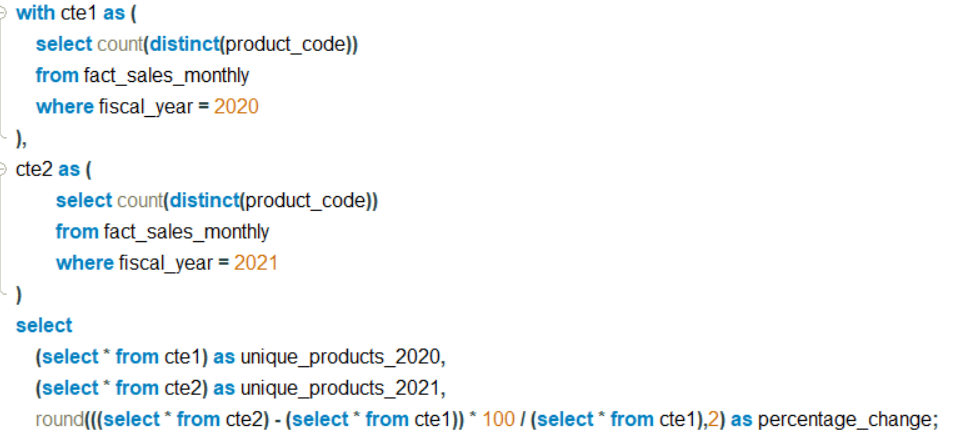 with cte1 as (
select count(distinct(product_code))
from fact_sales_monthly
where fiscal_year = 2020
),
cte2 as (
select count(distinct(product_code))
from fact_sales_monthly
where fiscal_year = 2021
)
select
(select * from cte1) as unique_products_2020,
(select * from cte2) as unique_products_2021,
round(((select * from cte2) - (select * from cte1)) * 100 / (select * from cte1),2) as percentage_change;